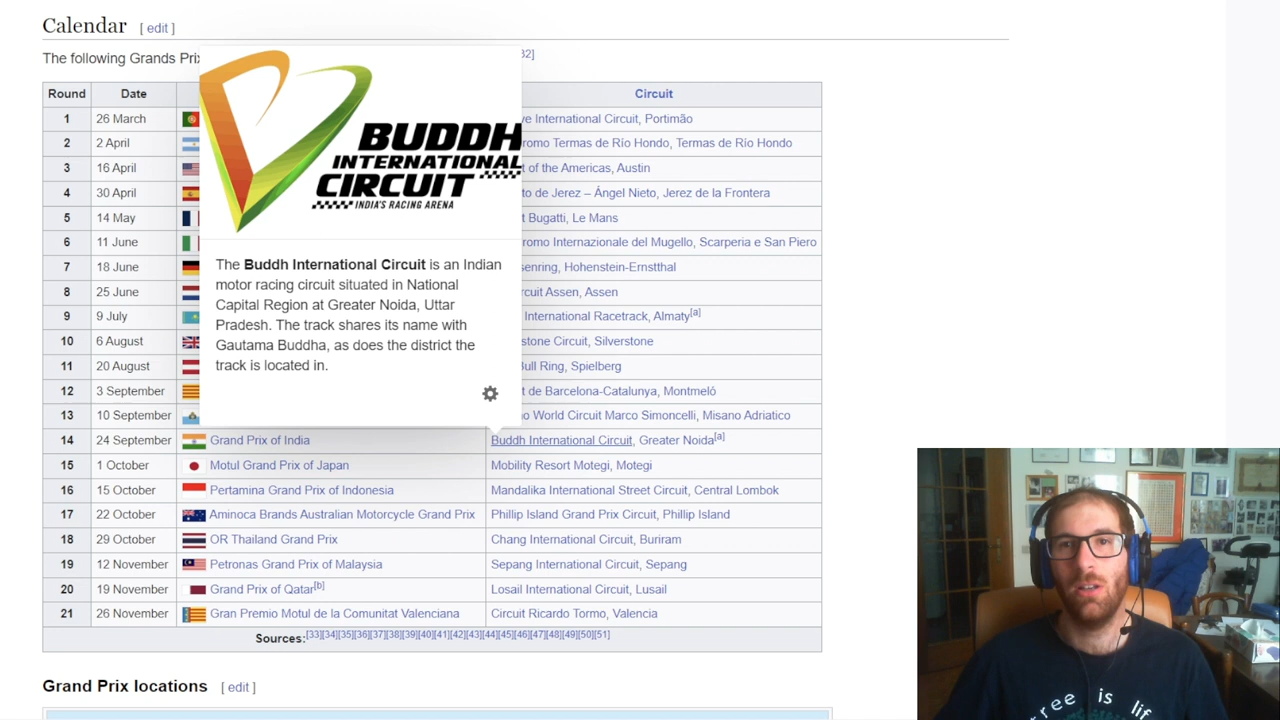 Calendar [ edit ]
The following Grands Prix
32]
Round Date Circuit
1 26 March ve International Circuit, Portimão
2 2 April romo Termas de Río Hondo, Termas de Río Hondo
3 16 April t of the Americas, Austin
4 30 April to de Jerez – Ángel Nieto, Jerez de la Frontera
5 14 May t Bugatti, Le Mans
6 11 June romo Internazionale del Mugello, Scarperia e San Piero
7 18 June senring, Hohenstein-Ernstthal
8 25 June rcuit Assen, Assen
9 9 July International Racetrack, Almaty[a]
10 6 August stone Circuit, Silverstone
11 20 August ull Ring, Spielberg
12 3 September t de Barcelona-Catalunya, Montmeló
13 10 September o World Circuit Marco Simoncelli, Misano Adriatico
BUDDH
INTERNATIONAL
CIRCUIT
INDIA'S RACING ARENA
The Buddh International Circuit is an Indian
motor racing circuit situated in National
Capital Region at Greater Noida, Uttar
Pradesh. The track shares its name with
Gautama Buddha, as does the district the
track is located in.
14 24 September Grand Prix of India Buddh International Circuit, Greater Noida[a]
15 1 October Motul Grand Prix of Japan Mobility Resort Motegi, Motegi
16 15 October Pertamina Grand Prix of Indonesia Mandalika International Street Circuit, Central Lombok
17 22 October Aminoca Brands Australian Motorcycle Grand Prix Phillip Island Grand Prix Circuit, Phillip Island
18 29 October OR Thailand Grand Prix Chang International Circuit, Buriram
19 12 November Petronas Grand Prix of Malaysia Sepang International Circuit, Sepang
20 19 November Grand Prix of Qatar[b] Losail International Circuit, Lusail
21 26 November Gran Premio Motul de la Comunitat Valenciana Circuit Ricardo Tormo, Valencia
Sources:[33][34][35][36][37][38][39][40][41][42][43][44][45][46][47][48][49][50][51]
Grand Prix locations [ edit ]
tree is lif